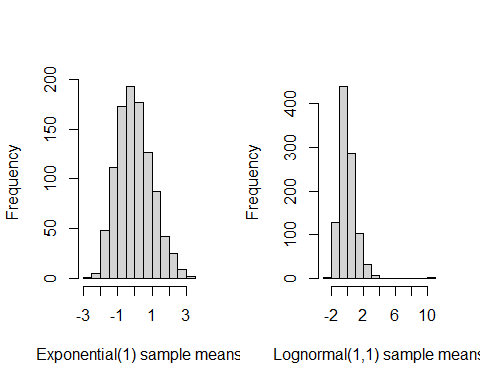 Frequency
200
150
100
50
0
-3 -1 1 3
Exponential(1) sample means
Frequency
400
300
200
100
0
-2 2 6 10
Lognormal(1,1) sample means